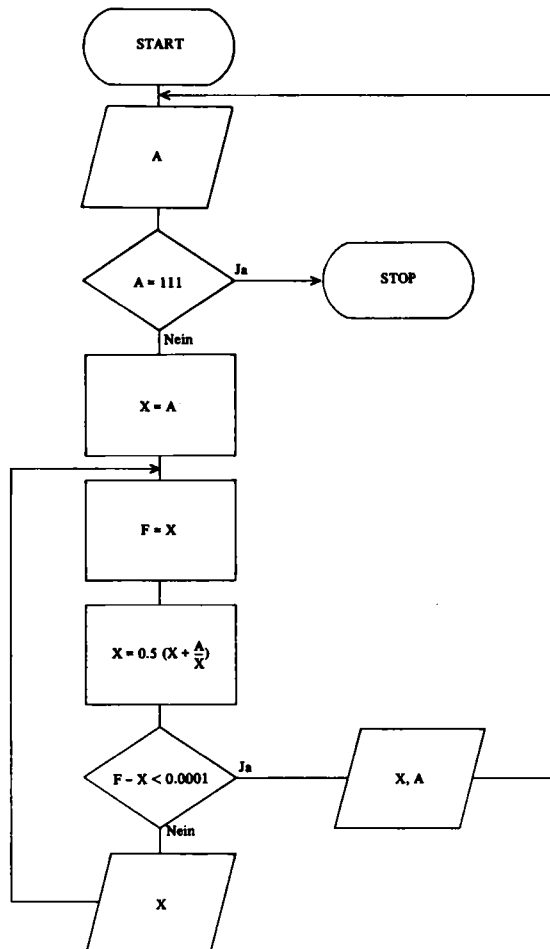 START
A
A = 111
Ja
STOP
Nein
X = A
F = X
X = 0.5 (X + A/X)
F – X < 0.0001
Ja
X, A
Nein
X